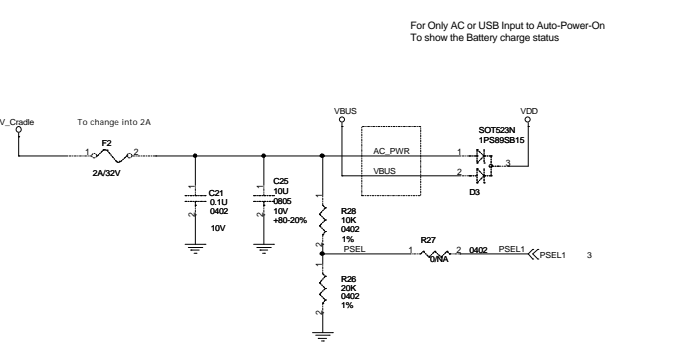 For Only AC or USB Input to Auto-Power-On
To show the Battery charge status
V_Cradle
To change into 2A
F2
1
2
2A/32V
VBUS
VDD
AC_PWR
VBUS
SOT523N
1PS89SB15
1
2
3
D3
1
2
C21
0.1U
0402
10V
1
2
C25
10U
0805
10V
+80-20%
1
2
R28
10K
0402
1%
PSEL
R27
1
2
0/NA
0402
PSEL1
PSEL1
3
1
2
R26
20K
0402
1%